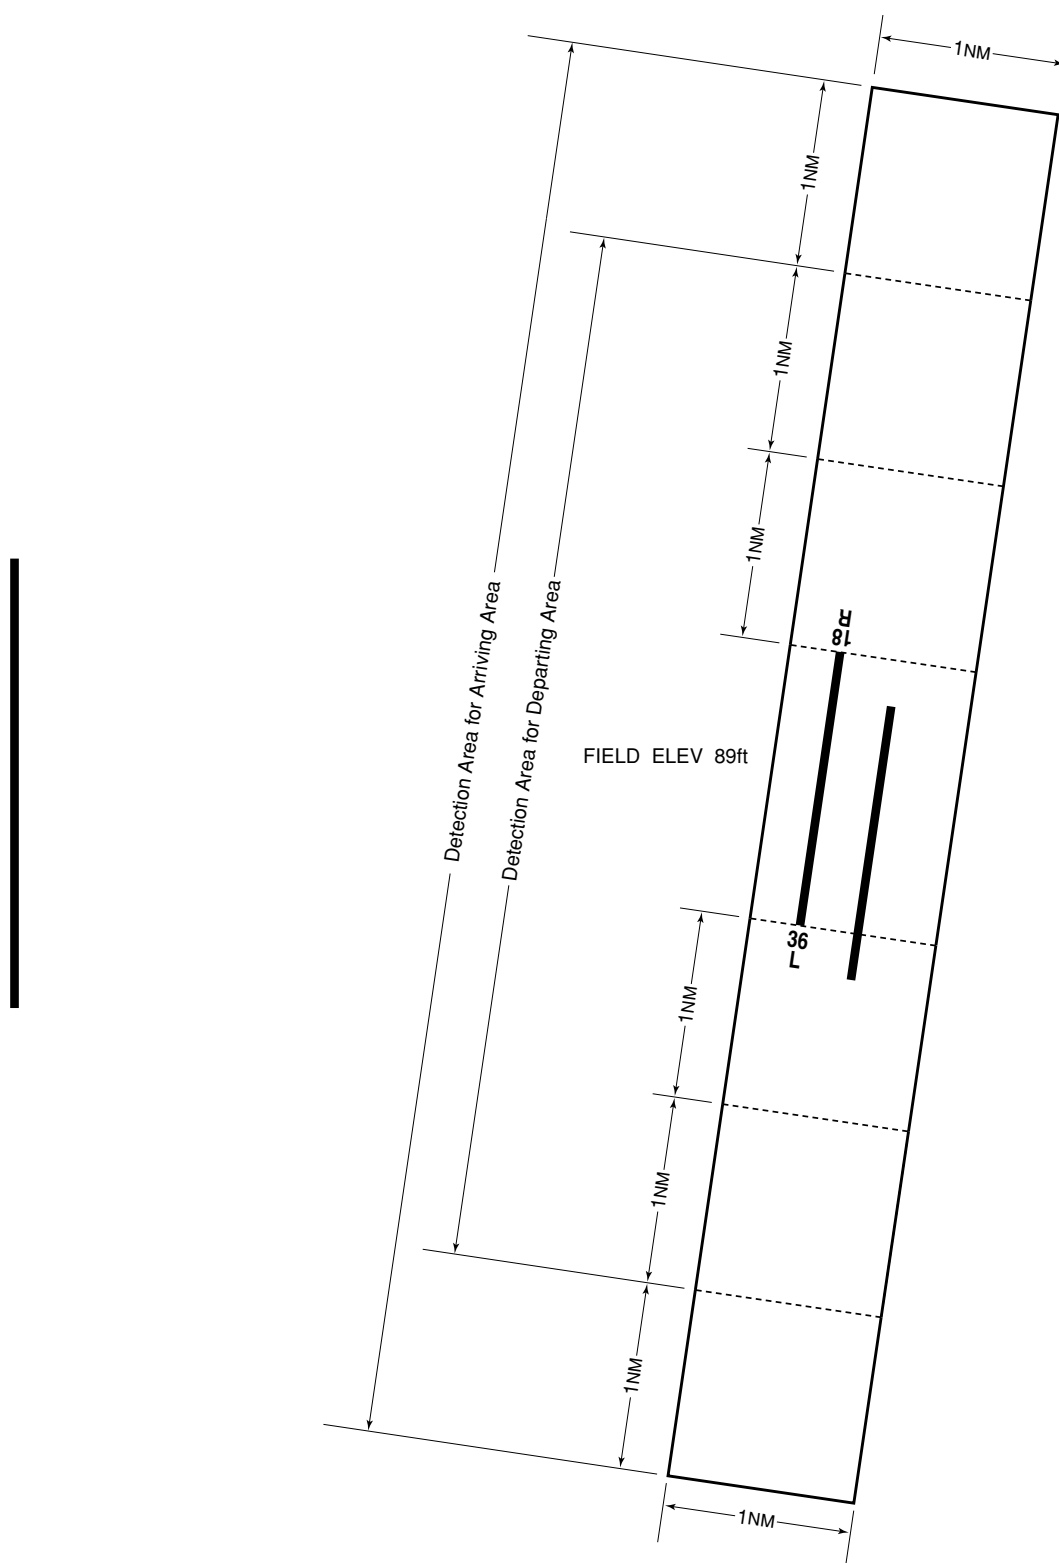 1NM
1NM
1NM
1NM
18
R
Detection Area for Arriving Area
Detection Area for Departing Area
FIELD ELEV 89ft
36
L
1NM
1NM
1NM
1NM